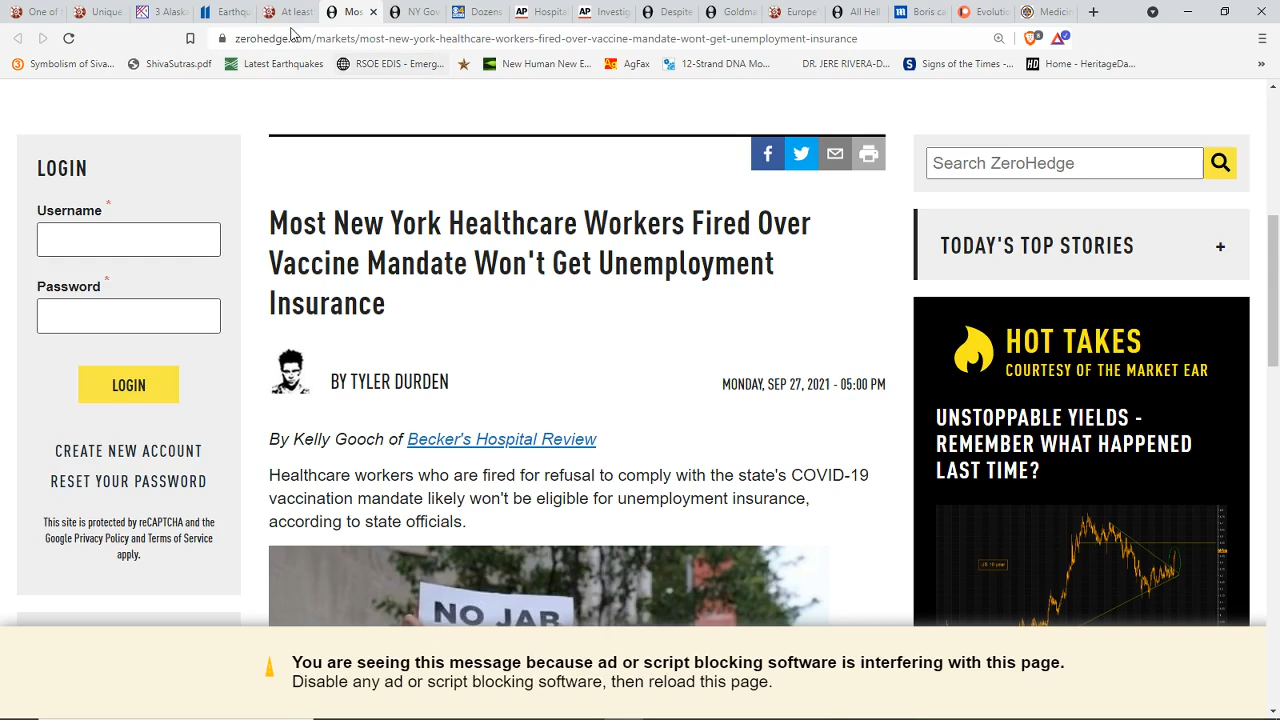 One of
Unique
3 Alaska
Earthqu
At least
Mos
NY Gov
Dozens
AP
Hospita
AP
Investig
Despite
Goldma
Europe
All Hell
Boris ca
Evolutio
Medicin
zerohedge.com/markets/most-new-york-healthcare-workers-fired-over-vaccine-mandate-wont-get-unemployment-insurance
Symbolism of Siva...
ShivaSutras.pdf
Latest Earthquakes
RSOE EDIS - Emerg...
New Human New E...
AgFax
12-Strand DNA Mo...
DR. JERE RIVERA-D...
Signs of the Times -...
Home - HeritageDa...
LOGIN
Username *
Password *
LOGIN
CREATE NEW ACCOUNT
RESET YOUR PASSWORD
This site is protected by reCAPTCHA and the
Google Privacy Policy and Terms of Service
apply.
Most New York Healthcare Workers Fired Over
Vaccine Mandate Won't Get Unemployment
Insurance
BY TYLER DURDEN
MONDAY, SEP 27, 2021 - 05:00 PM
By Kelly Gooch of Becker's Hospital Review
Healthcare workers who are fired for refusal to comply with the state's COVID-19
vaccination mandate likely won't be eligible for unemployment insurance,
according to state officials.
NO JAB
Search ZeroHedge
TODAY'S TOP STORIES +
HOT TAKES
COURTESY OF THE MARKET EAR
UNSTOPPABLE YIELDS -
REMEMBER WHAT HAPPENED
LAST TIME?
You are seeing this message because ad or script blocking software is interfering with this page.
Disable any ad or script blocking software, then reload this page.